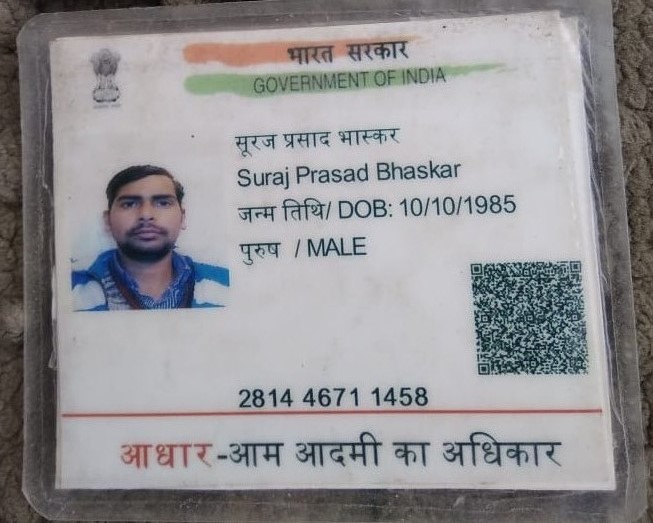 भारत सरकार
GOVERNMENT OF INDIA
सूरज प्रसाद भास्कर
Suraj Prasad Bhaskar
जन्म तिथि/ DOB: 10/10/1985
पुरुष / MALE
2814 4671 1458
आधार-आम आदमी का अधिकार